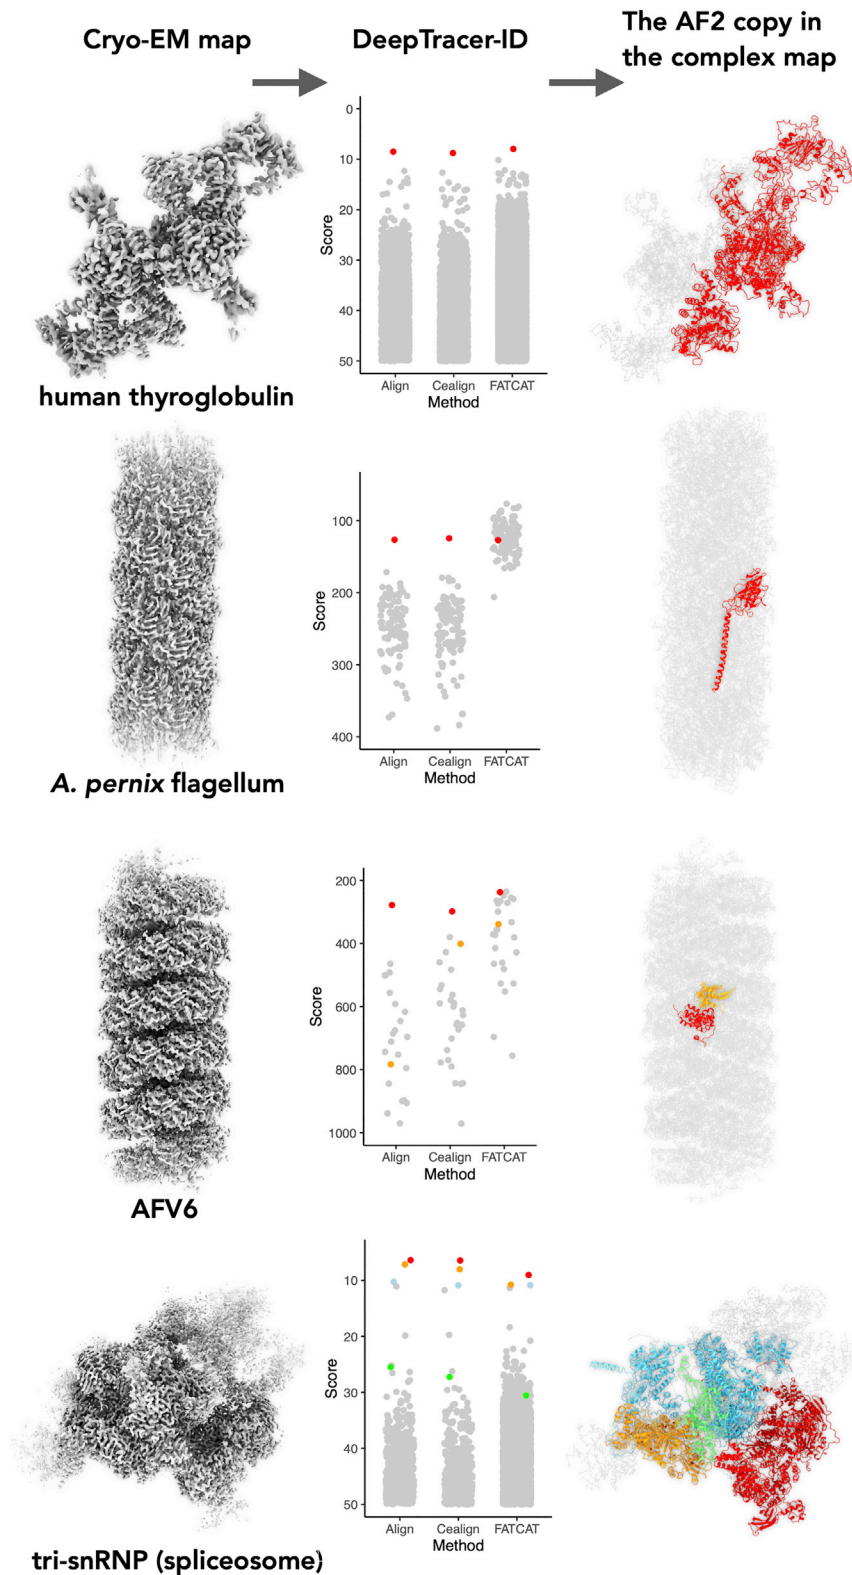 Cryo-EM map
DeepTracer-ID
The AF2 copy in
the complex map
0
10
20
30
40
50
Score
Align
Cealign
FATCAT
Method
human thyroglobulin
100
200
300
400
Score
Align
Cealign
FATCAT
Method
A. pernix flagellum
200
400
600
800
1000
Score
Align
Cealign
FATCAT
Method
AFV6
10
20
30
40
50
Score
Align
Cealign
FATCAT
Method
tri-snRNP (spliceosome)